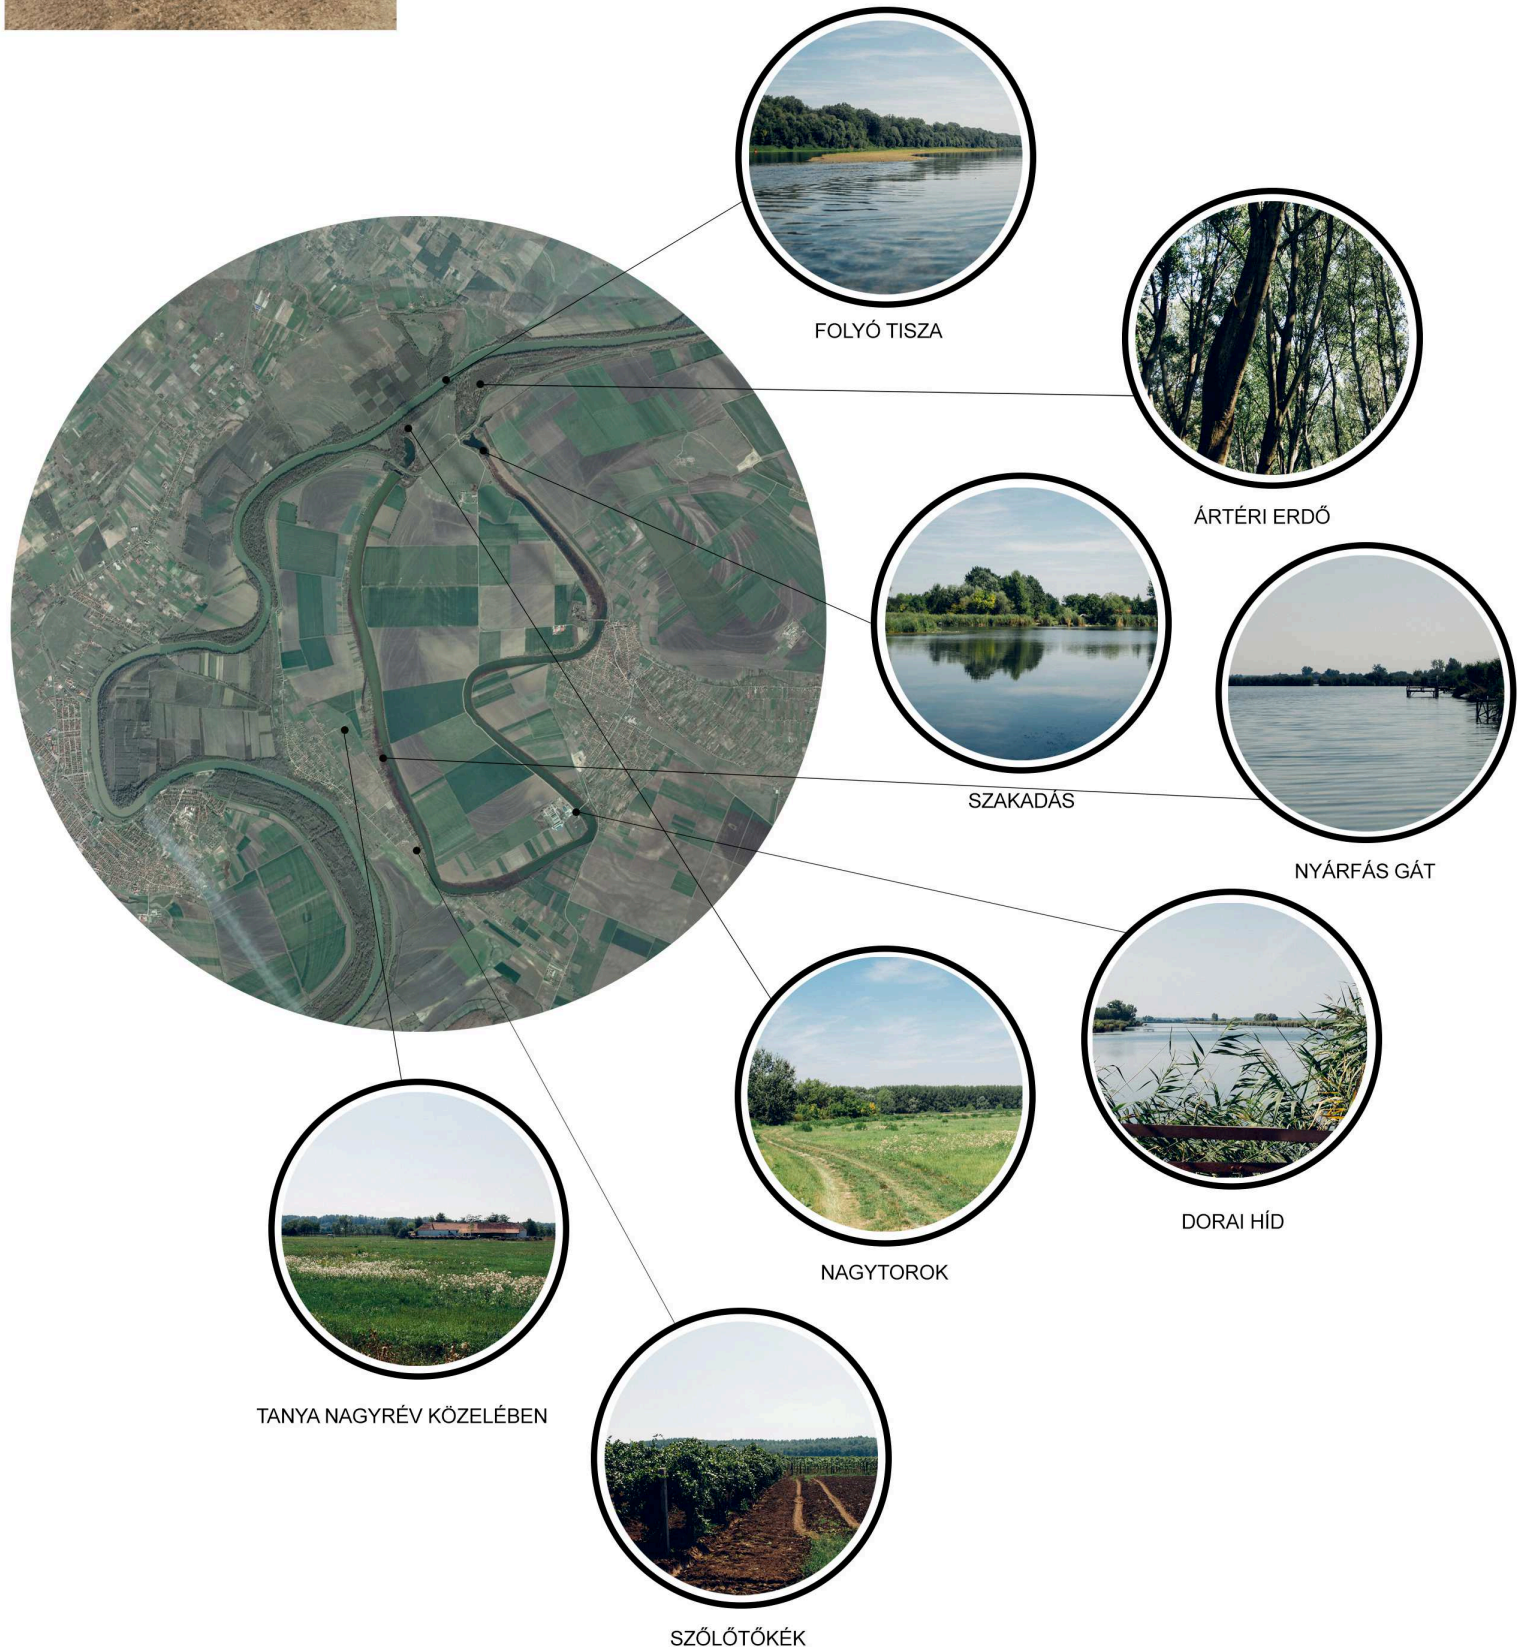 FOLYÓ TISZA
ÁRTÉRI ERDŐ
SZAKADÁS
NYÁRFÁS GÁT
DORAI HÍD
NAGYTOROK
TANYA NAGYRÉV KÖZELÉBEN
SZŐLŐTŐKÉK